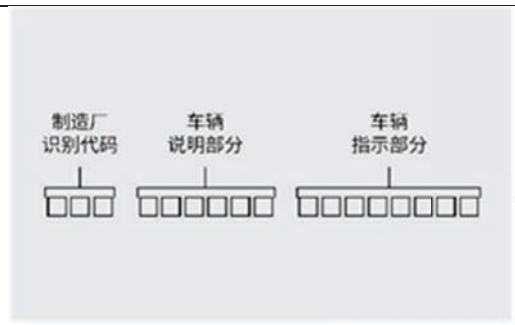 制造厂
识别代码
车辆
说明部分
车辆
指示部分